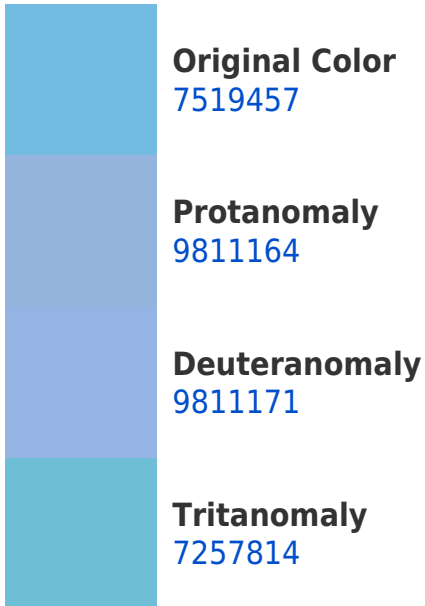 Original Color
7519457
Protanomaly
9811164
Deuteranomaly
9811171
Tritanomaly
7257814